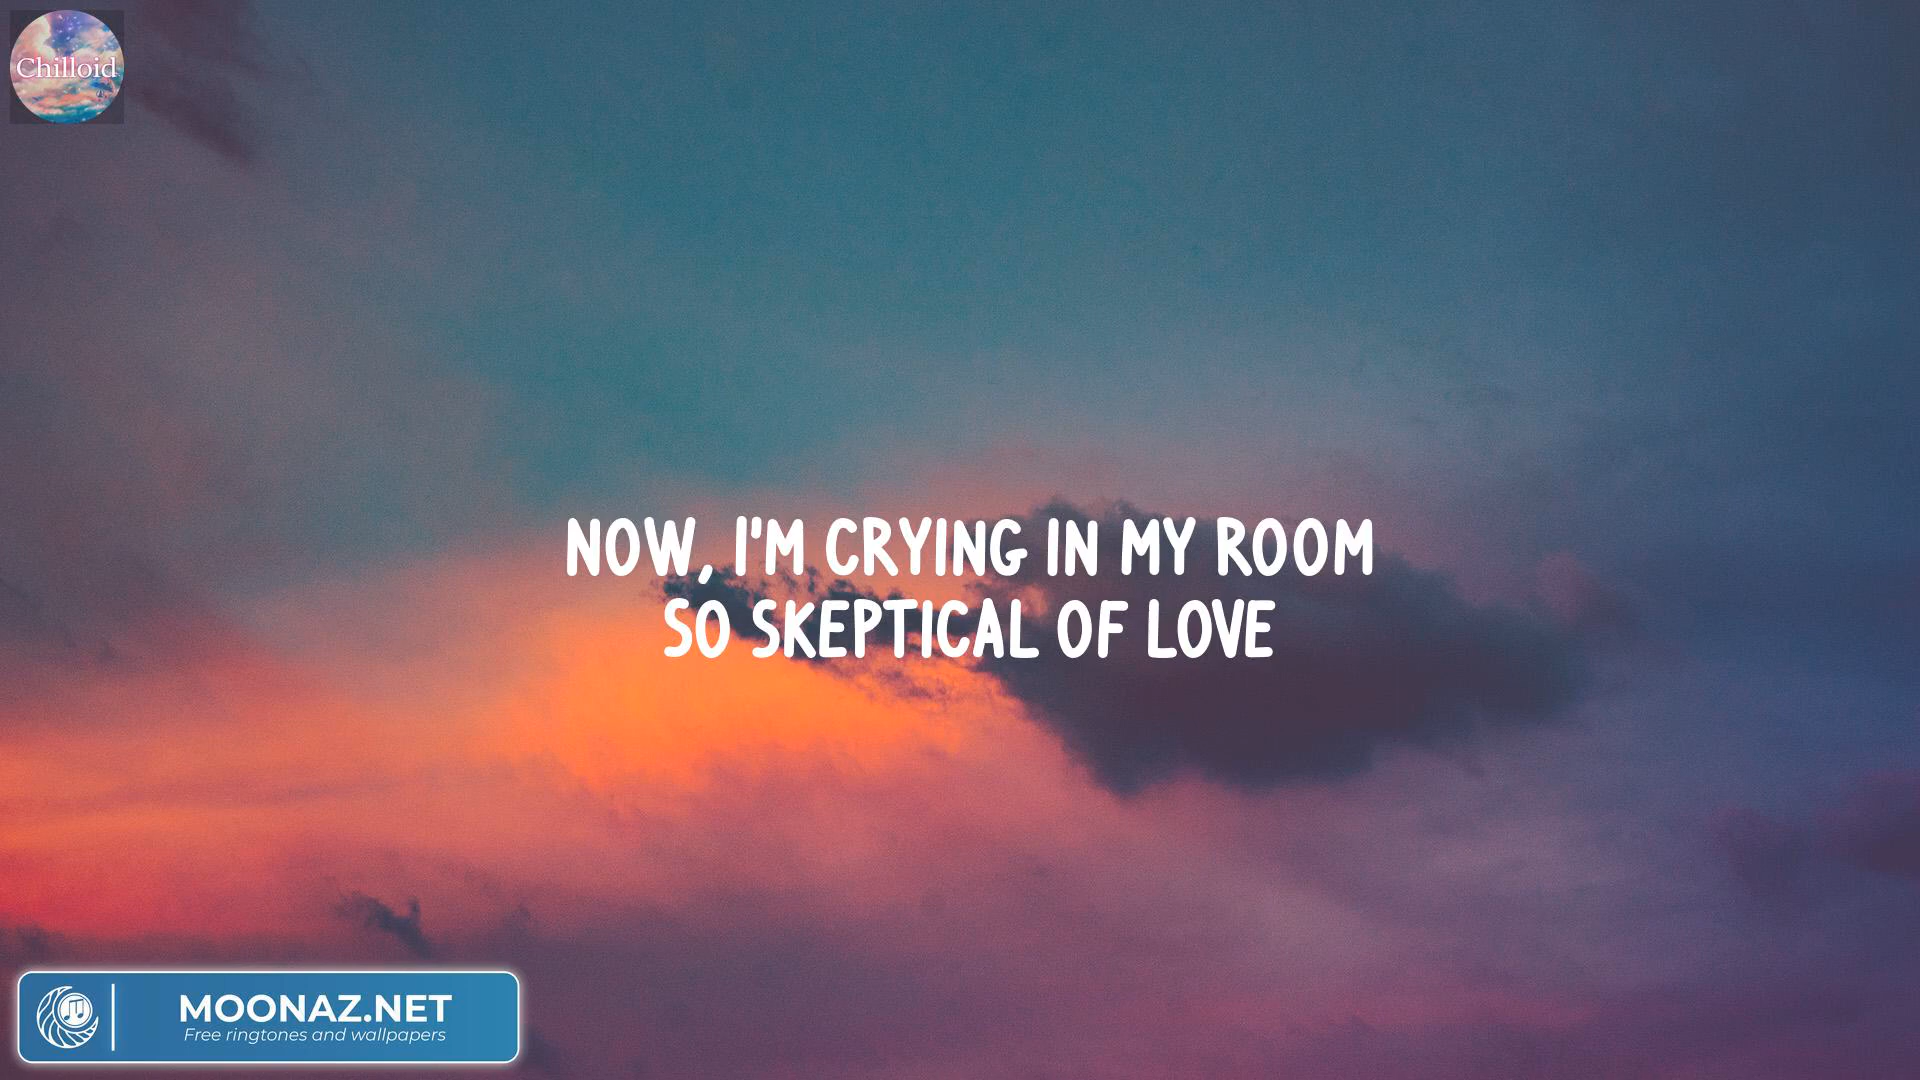 Chilloid
NOW, I'M CRYING IN MY ROOM
SO SKEPTICAL OF LOVE
MOONAZ.NET
Free ringtones and wallpapers